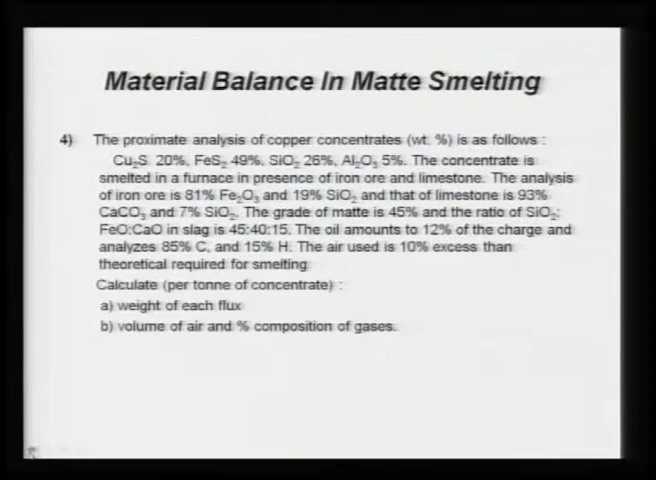 Material Balance In Matte Smelting
4) The proximate analysis of copper concentrates (wt. %) is as follows :
Cu₂S 20%, FeS₂ 49%, SiO₂ 26%, Al₂O₃ 5%. The concentrate is
smelted in a furnace in presence of iron ore and limestone. The analysis
of iron ore is 81% Fe₂O₃ and 19% SiO₂ and that of limestone is 93%
CaCO₃ and 7% SiO₂. The grade of matte is 45% and the ratio of SiO₂:
FeO:CaO in slag is 45:40:15. The oil amounts to 12% of the charge and
analyzes 85% C, and 15% H. The air used is 10% excess than
theoretical required for smelting
Calculate (per tonne of concentrate) :
a) weight of each flux
b) volume of air and % composition of gases.